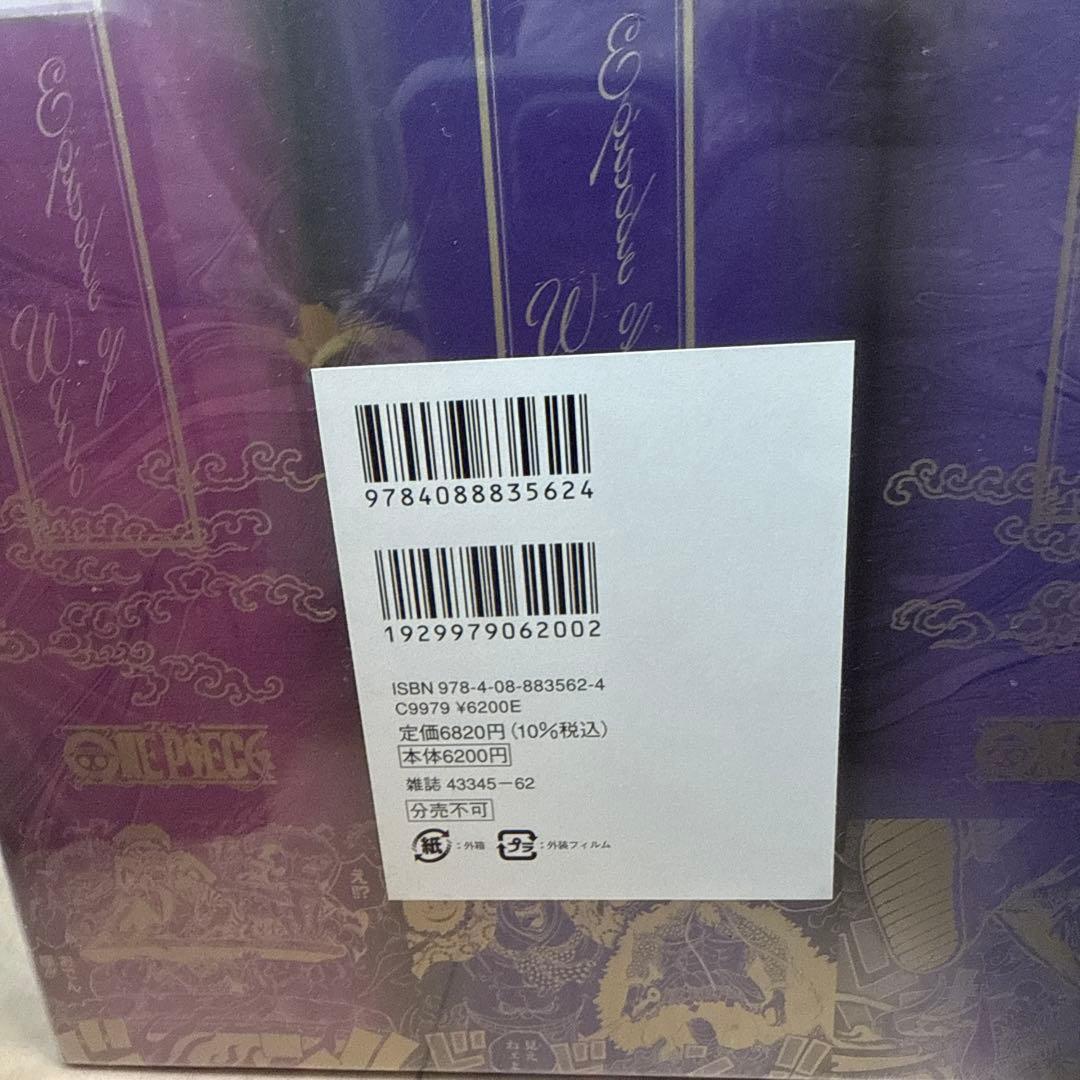 Episode of
Wano
Episode of
W
9784088835624
1929979062002
ISBN 978-4-08-883562-4
C9979 ¥6200E
定価6820円(10%税込)
本体6200円
雑誌 43345-62
分売不可
紙:外箱 プラ:外装フィルム
ONE PIECE